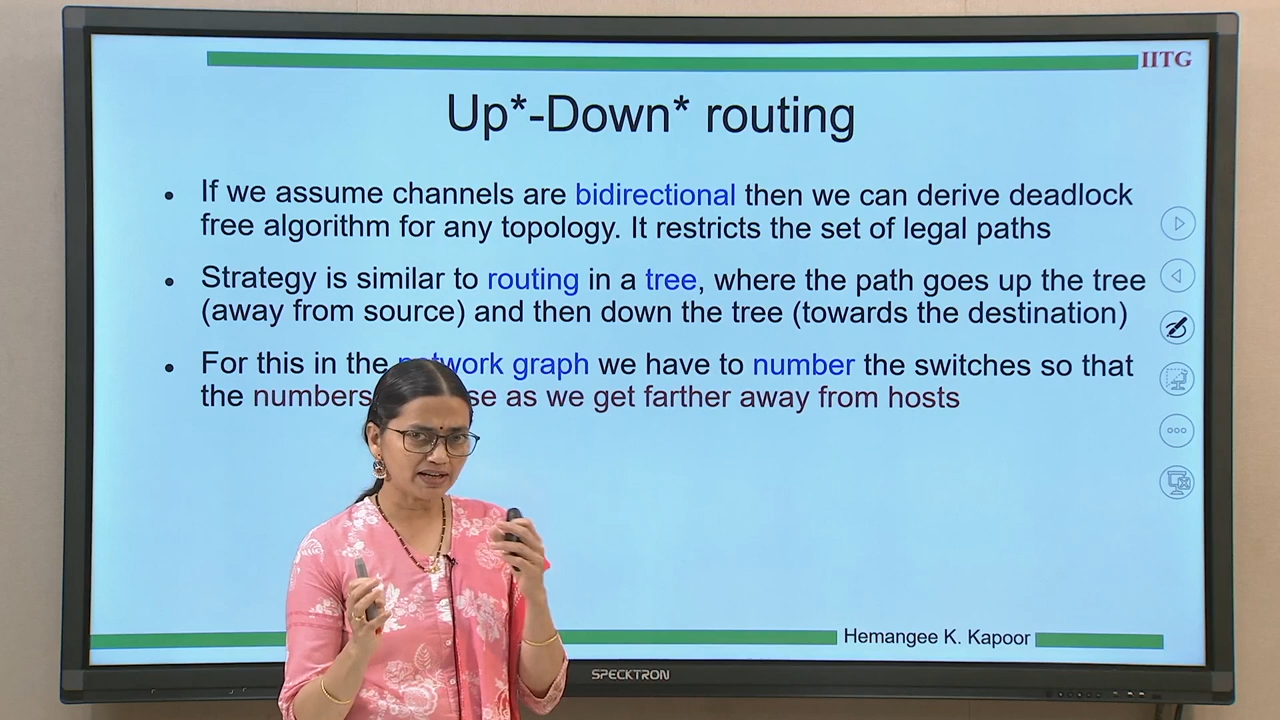 IITG
Up*-Down* routing
• If we assume channels are bidirectional then we can derive deadlock
free algorithm for any topology. It restricts the set of legal paths
• Strategy is similar to routing in a tree, where the path goes up the tree
(away from source) and then down the tree (towards the destination)
• For this in the network graph we have to number the switches so that
the numbers as we get farther away from hosts
Hemangee K. Kapoor
SPECKTRON